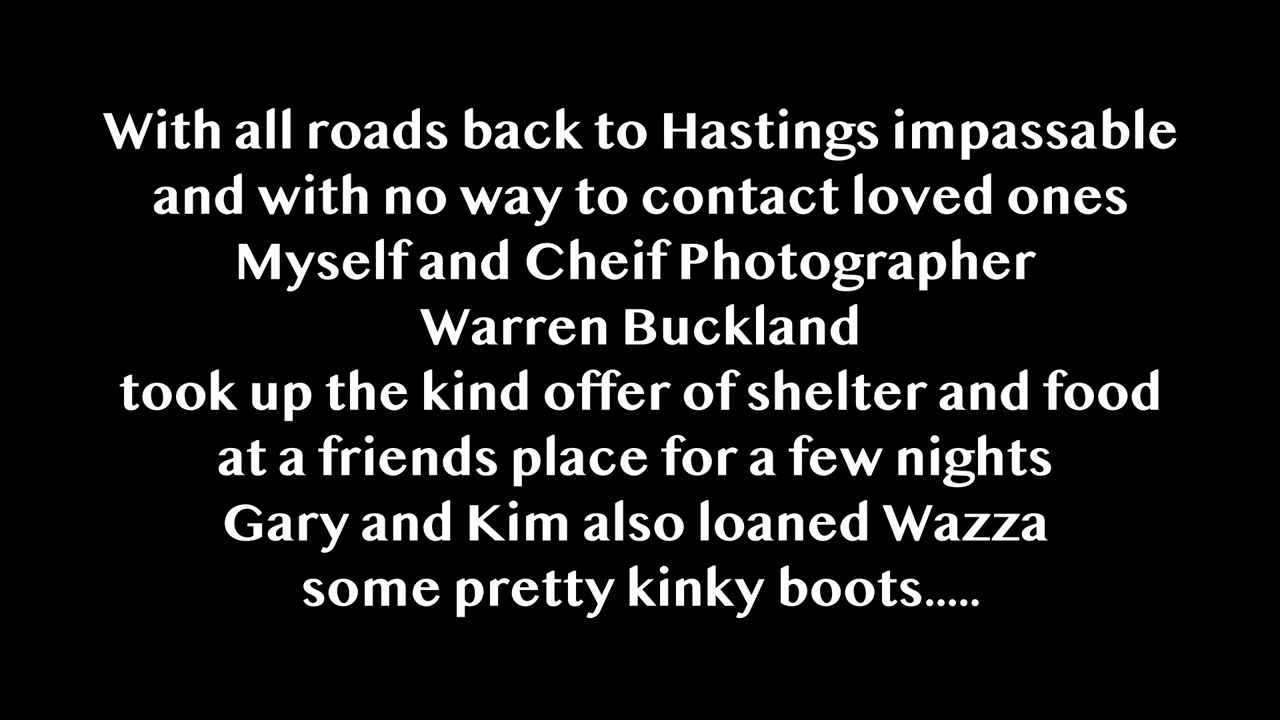 With all roads back to Hastings impassable
and with no way to contact loved ones
Myself and Cheif Photographer
Warren Buckland
took up the kind offer of shelter and food
at a friends place for a few nights
Gary and Kim also loaned Wazza
some pretty kinky boots.....